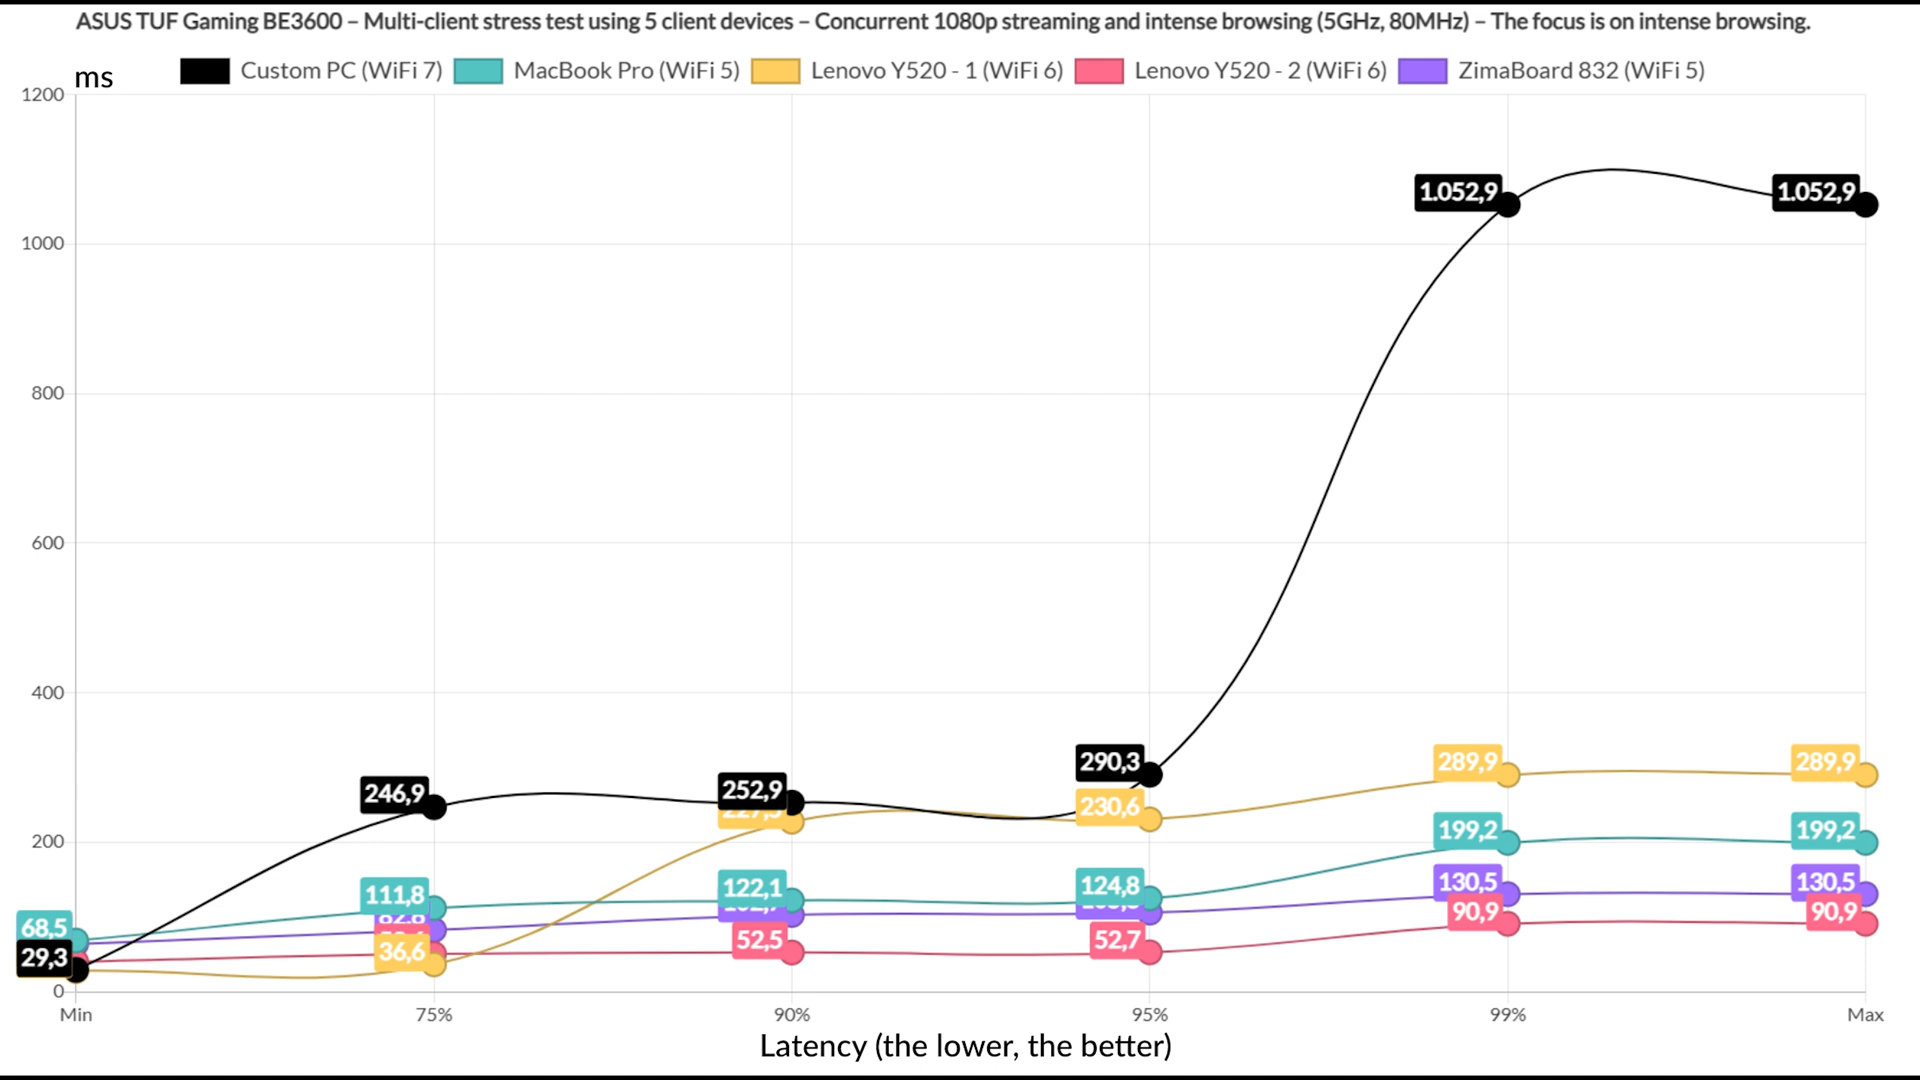 ASUS TUF Gaming BE3600 – Multi-client stress test using 5 client devices – Concurrent 1080p streaming and intense browsing (5GHz, 80MHz) – The focus is on intense browsing.
ms
Custom PC (WiFi 7) MacBook Pro (WiFi 5) Lenovo Y520 - 1 (WiFi 6) Lenovo Y520 - 2 (WiFi 6) ZimaBoard 832 (WiFi 5)
1200
1.052,9 1.052,9
1000
800
600
400
290,3 289,9 289,9
246,9 252,9
230,6
200
199,2 199,2
111,8 122,1 124,8 130,5 130,5
82,6
68,5 90,9 90,9
52,5 52,7
29,3 36,6
0
Min 75% 90% 95% 99% Max
Latency (the lower, the better)